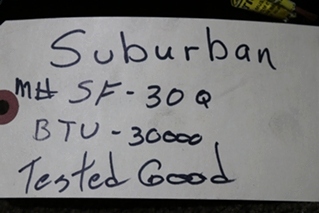 Suburban
M# SF-30Q
BTU-30000
Tested Good